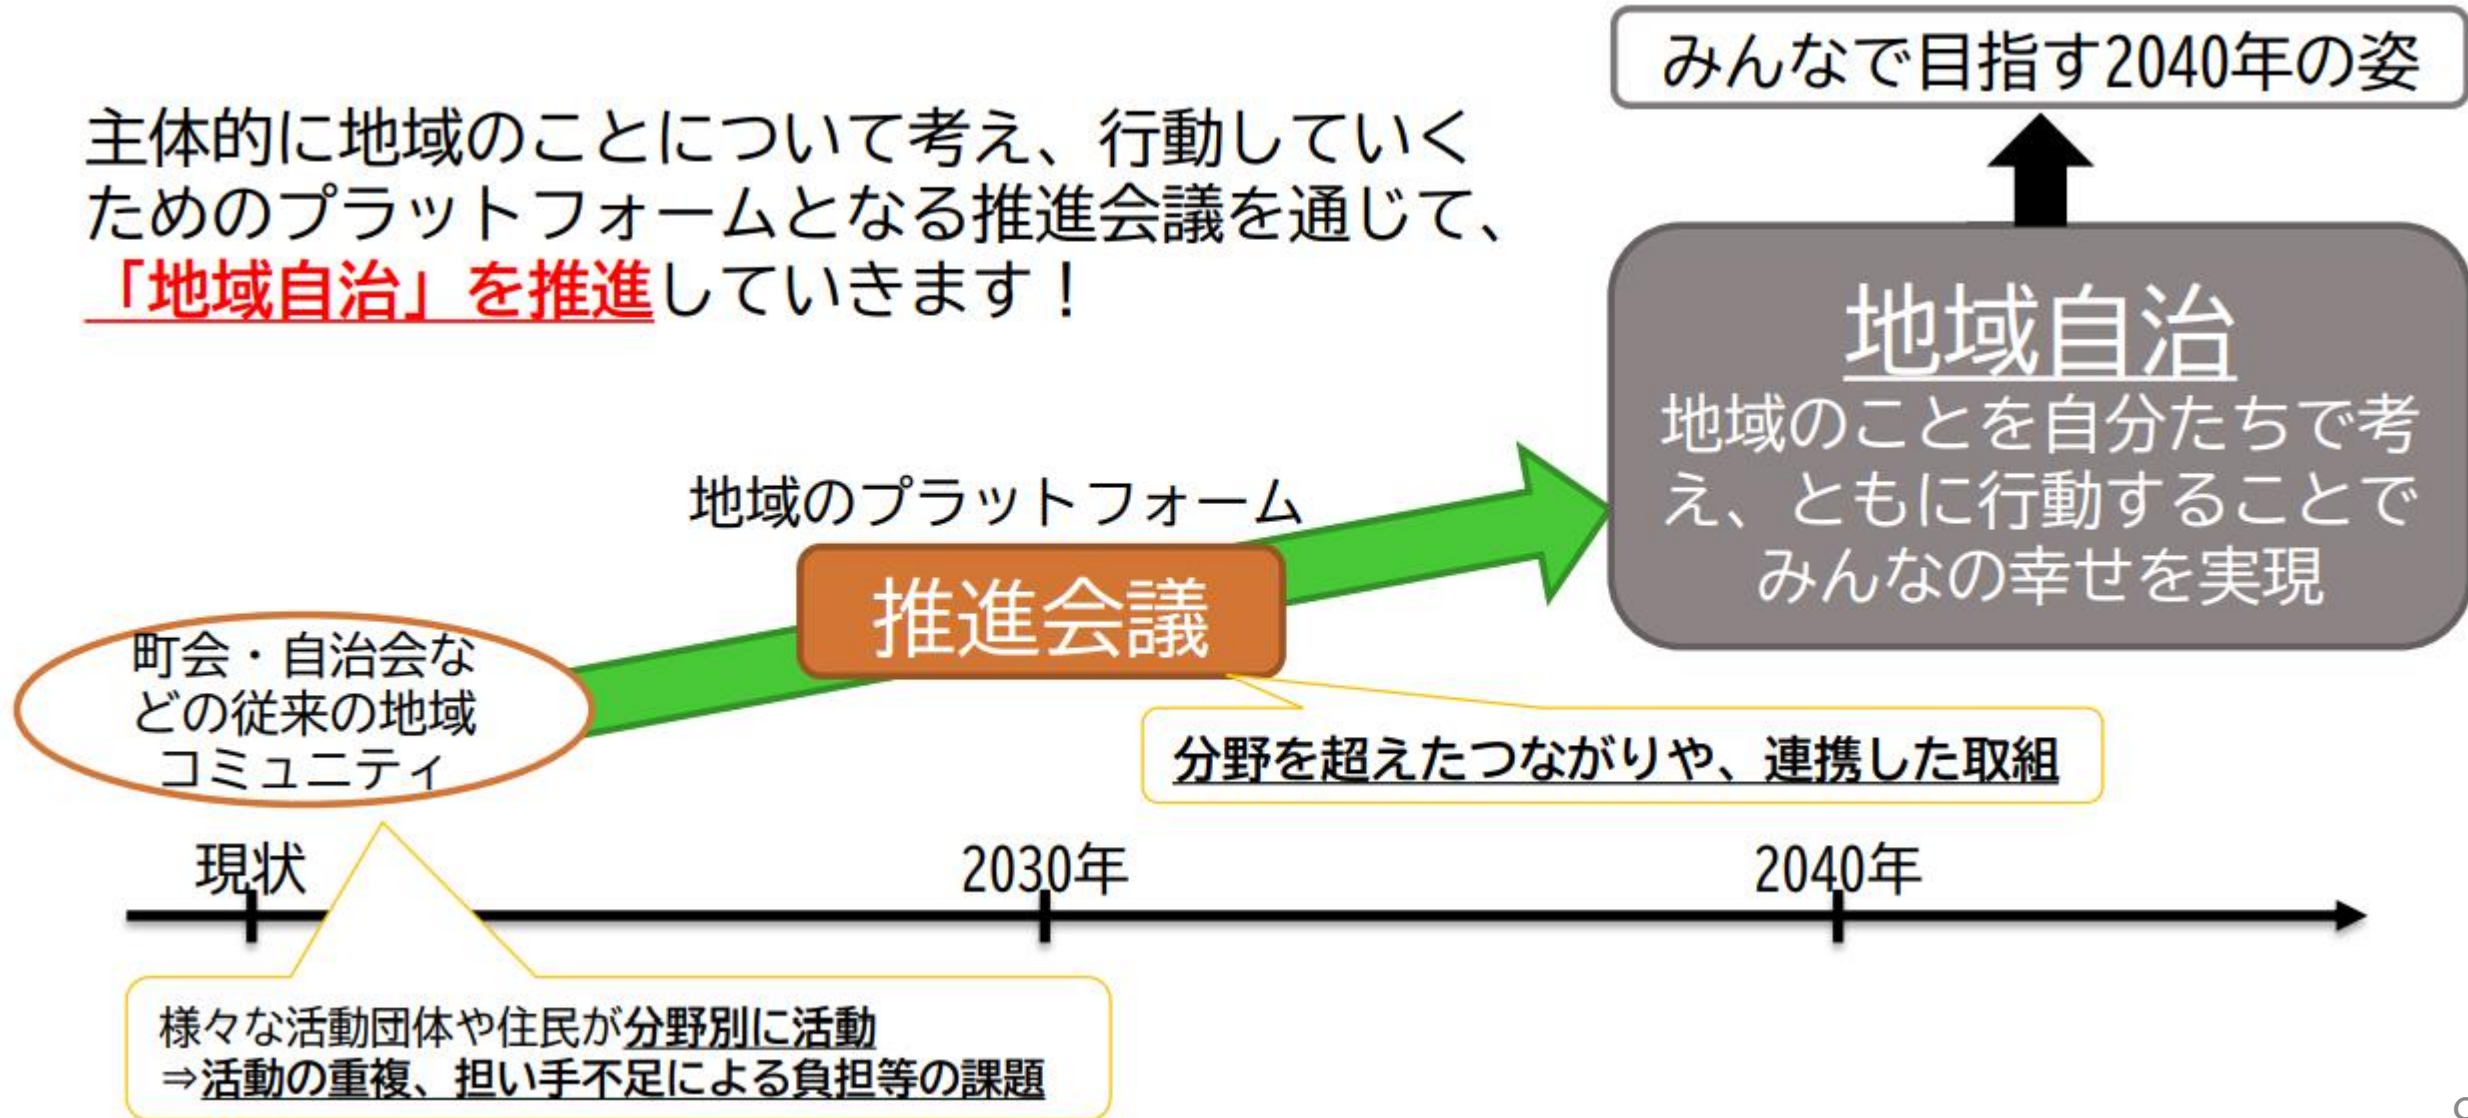 みんなで目指す2040年の姿
主体的に地域のことについて考え、行動していく
ためのプラットフォームとなる推進会議を通じて、
「地域自治」を推進していきます！
地域自治
地域のことを自分たちで考
え、ともに行動することで
みんなの幸せを実現
地域のプラットフォーム
推進会議
町会・自治会な
どの従来の地域
コミュニティ
分野を超えたつながりや、連携した取組
現状
2030年
2040年
様々な活動団体や住民が分野別に活動
⇒活動の重複、担い手不足による負担等の課題